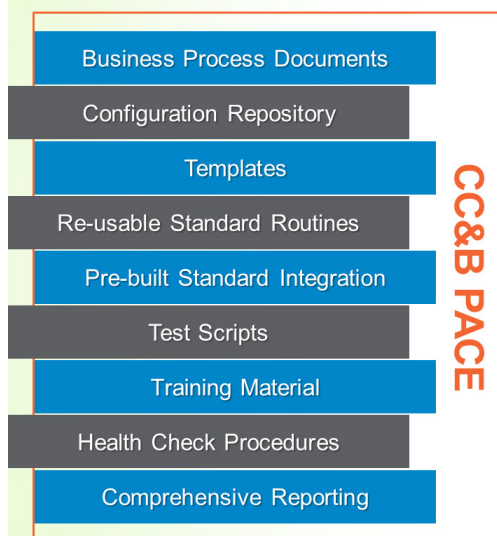 Business Process Documents
Configuration Repository
Templates
Re-usable Standard Routines
Pre-built Standard Integration
Test Scripts
Training Material
Health Check Procedures
Comprehensive Reporting
CC&B PACE